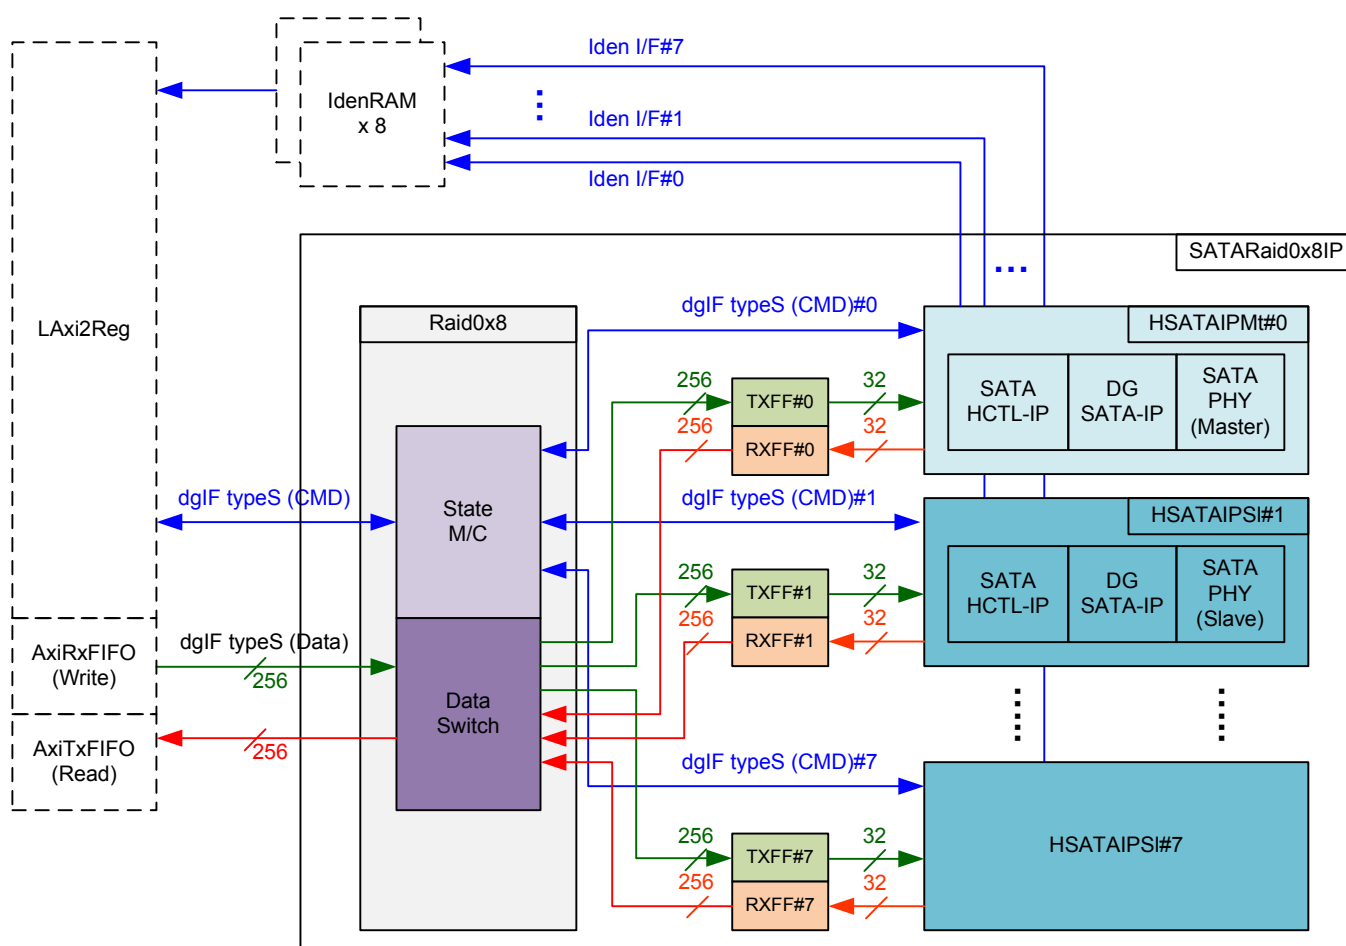 Iden I/F#7
IdenRAM
x 8
Iden I/F#1
Iden I/F#0
SATARaid0x8IP
LAxi2Reg
Raid0x8
dgIF typeS (CMD)#0
HSATAIPMt#0
256
TXFF#0
32
SATA
HCTL-IP
DG
SATA-IP
SATA
PHY
(Master)
256
RXFF#0
32
dgIF typeS (CMD)
State
M/C
dgIF typeS (CMD)#1
HSATAIPSl#1
256
TXFF#1
32
SATA
HCTL-IP
DG
SATA-IP
SATA
PHY
(Slave)
256
RXFF#1
32
AxiRxFIFO
(Write)
dgIF typeS (Data)
256
Data
Switch
AxiTxFIFO
(Read)
256
dgIF typeS (CMD)#7
256
TXFF#7
32
HSATAIPSl#7
256
RXFF#7
32